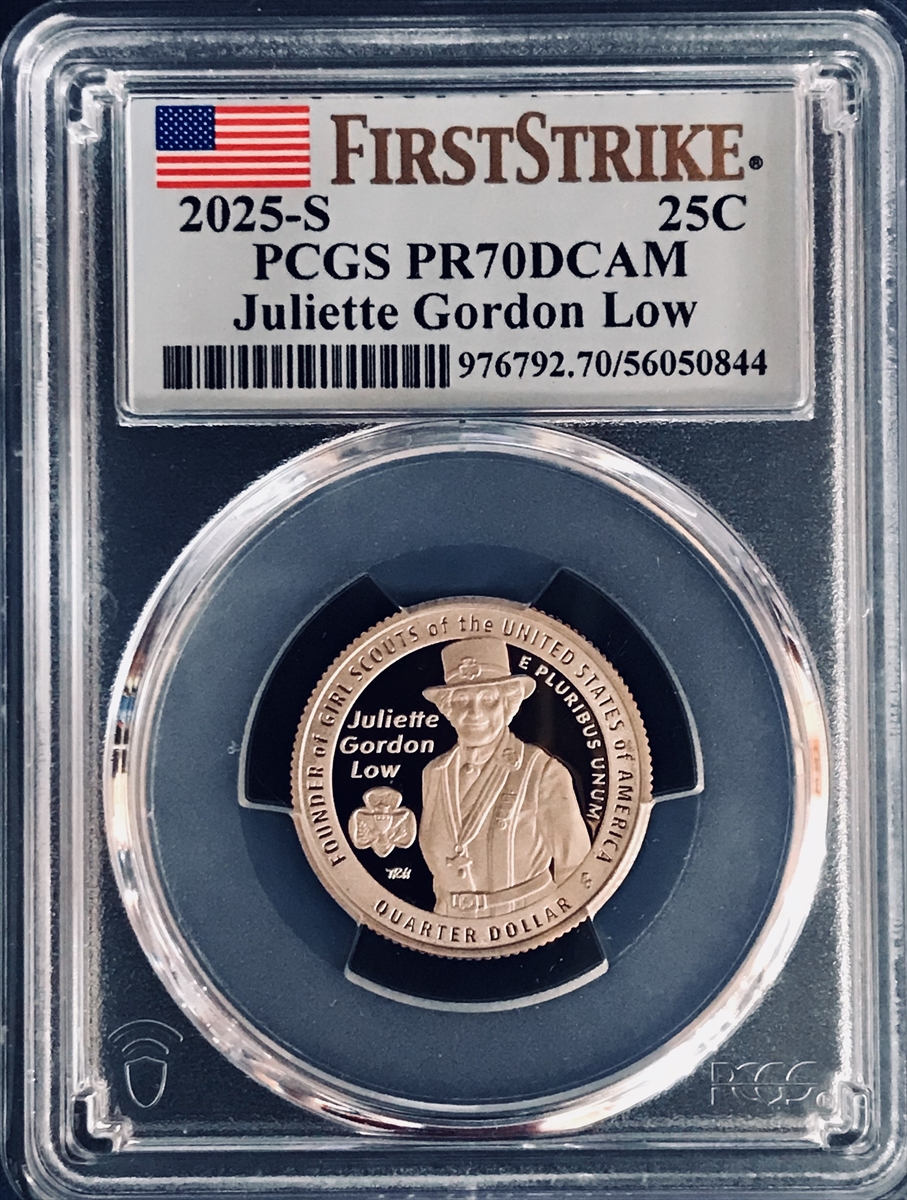 FIRSTSTRIKE®
2025-S 25C
PCGS PR70DCAM
Juliette Gordon Low
976792.70/56050844
FOUNDER of GIRL SCOUTS of the UNITED STATES of AMERICA
E PLURIBUS UNUM
Juliette
Gordon
Low
TRH
QUARTER DOLLAR
PCGS